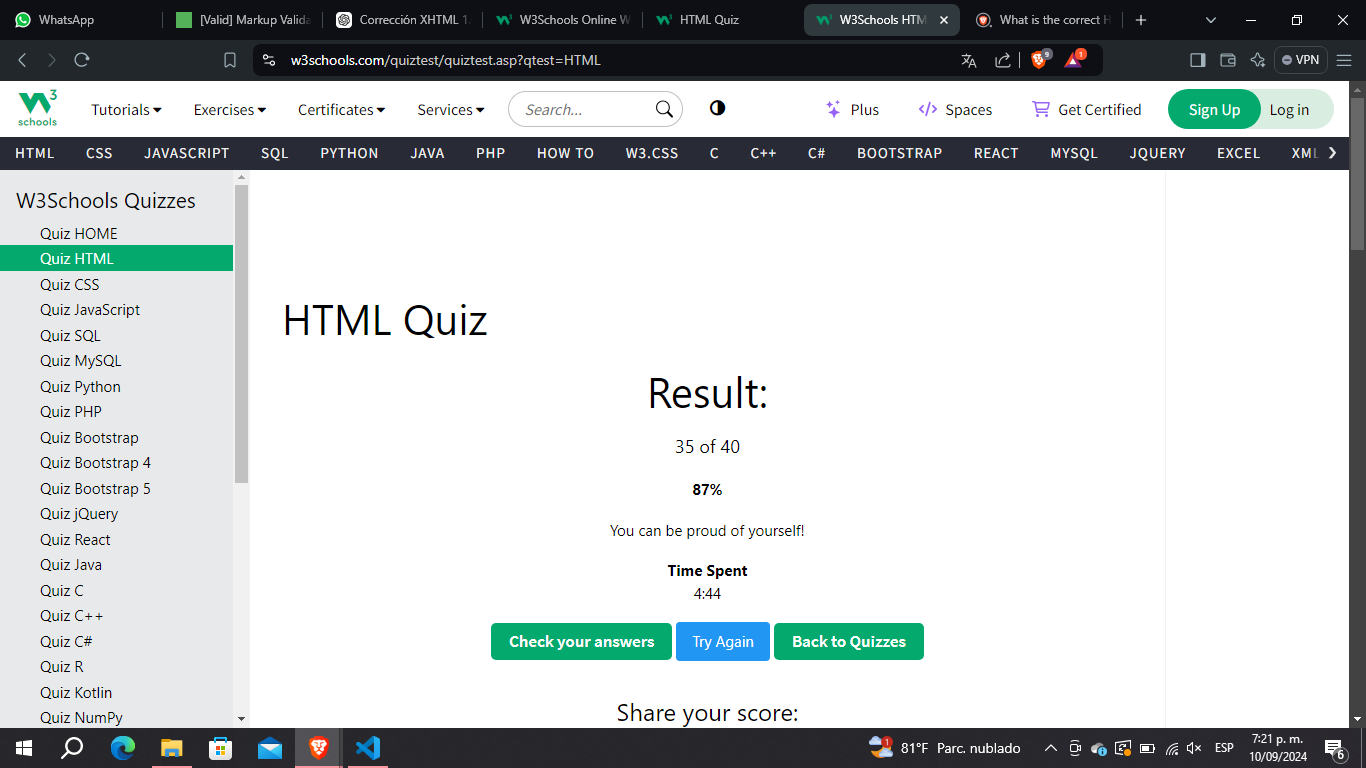 WhatsApp
[Valid] Markup Valida
Corrección XHTML 1.
W3Schools Online W
HTML Quiz
W3Schools HTM
What is the correct H
w3schools.com/quiztest/quiztest.asp?qtest=HTML
9
1
VPN
W3 schools
Tutorials
Exercises
Certificates
Services
Search...
Plus
Spaces
Get Certified
Sign Up
Log in
HTML CSS JAVASCRIPT SQL PYTHON JAVA PHP HOW TO W3.CSS C C++ C# BOOTSTRAP REACT MYSQL JQUERY EXCEL XML
W3Schools Quizzes
Quiz HOME
Quiz HTML
Quiz CSS
Quiz JavaScript
Quiz SQL
Quiz MySQL
Quiz Python
Quiz PHP
Quiz Bootstrap
Quiz Bootstrap 4
Quiz Bootstrap 5
Quiz jQuery
Quiz React
Quiz Java
Quiz C
Quiz C++
Quiz C#
Quiz R
Quiz Kotlin
Quiz NumPy
HTML Quiz
Result:
35 of 40
87%
You can be proud of yourself!
Time Spent
4:44
Check your answers
Try Again
Back to Quizzes
Share your score:
1
81°F Parc. nublado
ESP
7:21 p. m.
10/09/2024
6